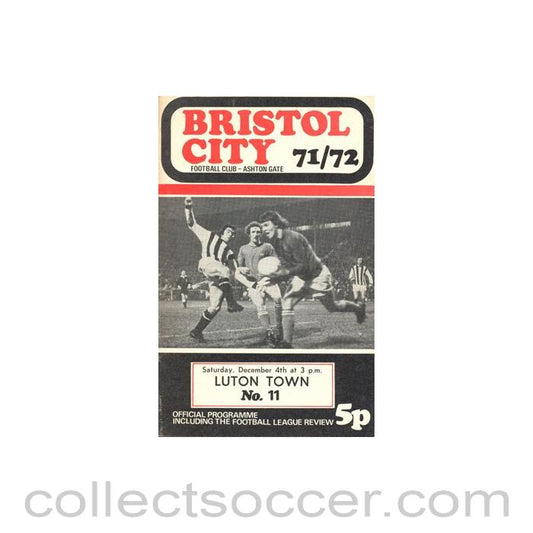 BRISTOL
CITY 71/72
FOOTBALL CLUB - ASHTON GATE
Saturday, December 4th at 3 p.m.
LUTON TOWN
No. 11
OFFICIAL PROGRAMME
INCLUDING THE FOOTBALL LEAGUE REVIEW 5p
collectsoccer.com